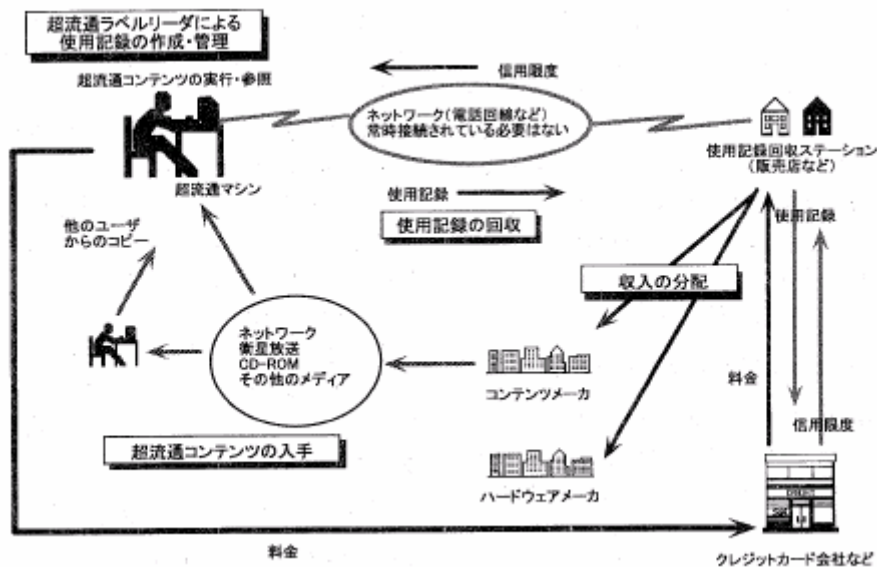 超流通ラベルリーダによる
使用記録の作成・管理
超流通コンテンツの実行・参照
信用限度
ネットワーク(電話回線など)
常時接続されている必要はない
使用記録回収ステーション
(販売店など)
超流通マシン
使用記録
使用記録の回収
使用記録
他のユーザ
からのコピー
収入の分配
ネットワーク
衛星放送
CD-ROM
その他のメディア
コンテンツメーカ
料金
信用限度
超流通コンテンツの入手
ハードウェアメーカ
料金
クレジットカード会社など